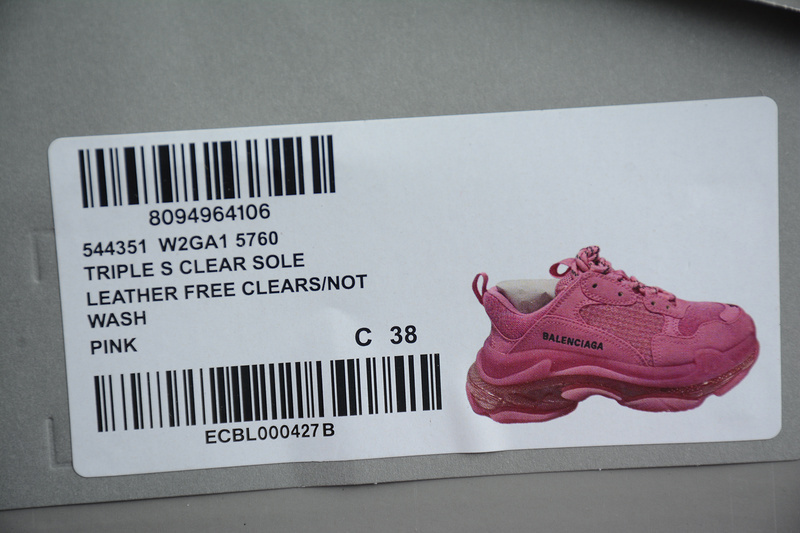 8094964106
544351 W2GA1 5760
TRIPLE S CLEAR SOLE
LEATHER FREE CLEARS/NOT
WASH
PINK
C 38
ECBL000427B
BALENCIAGA